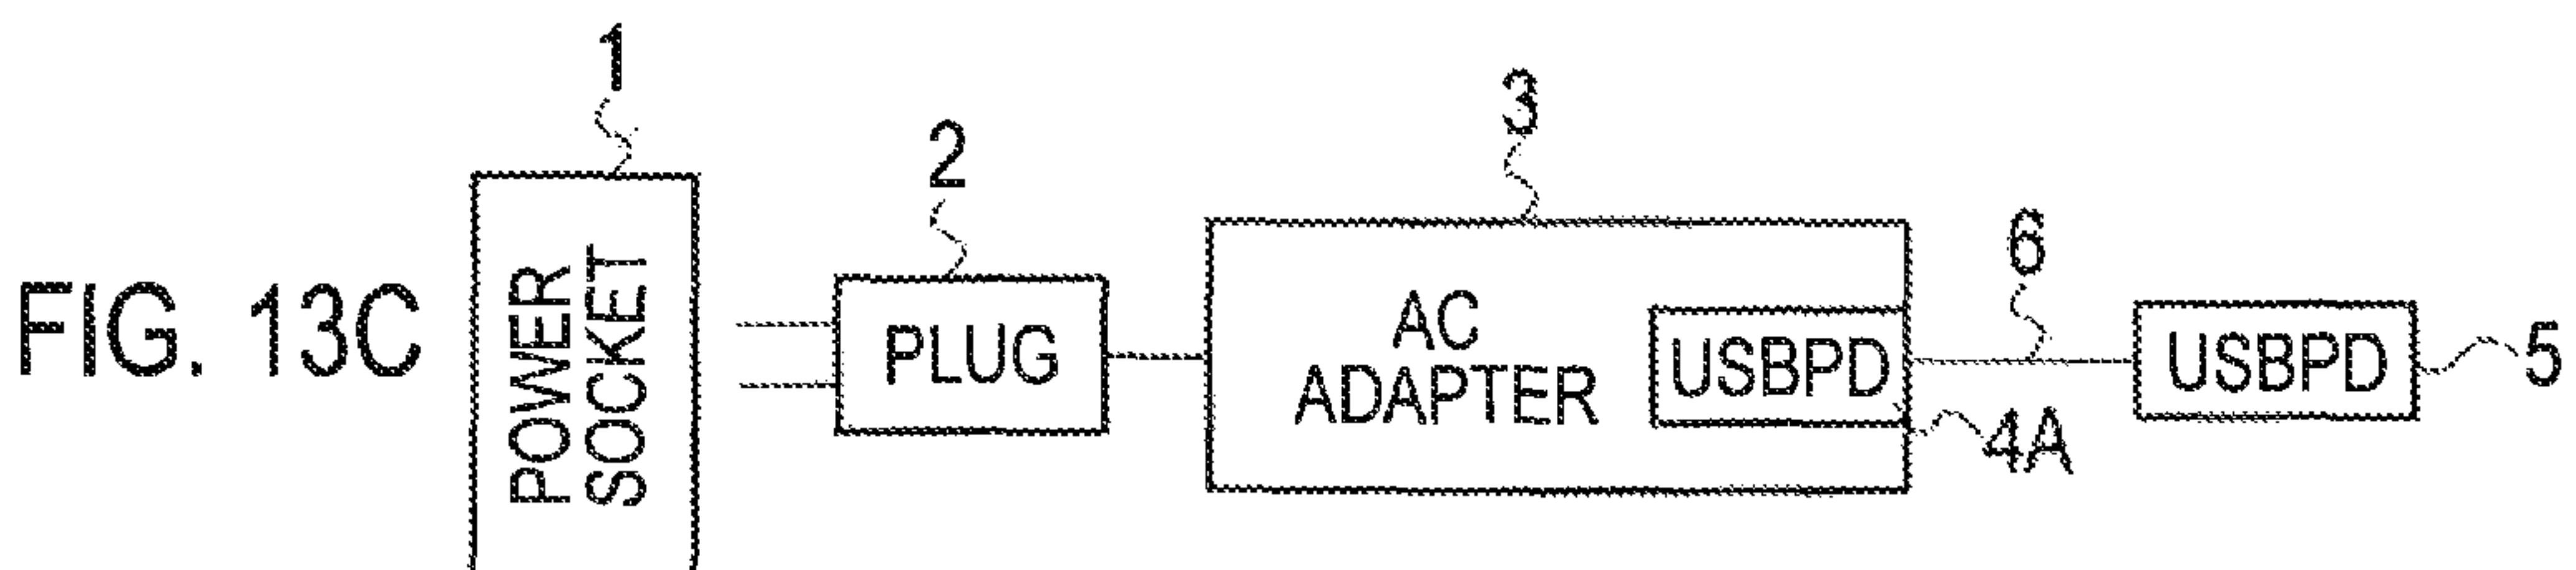 1
2
3
6
FIG. 13C
POWER
SOCKET
PLUG
AC
ADAPTER
USBPD
USBPD
5
4A